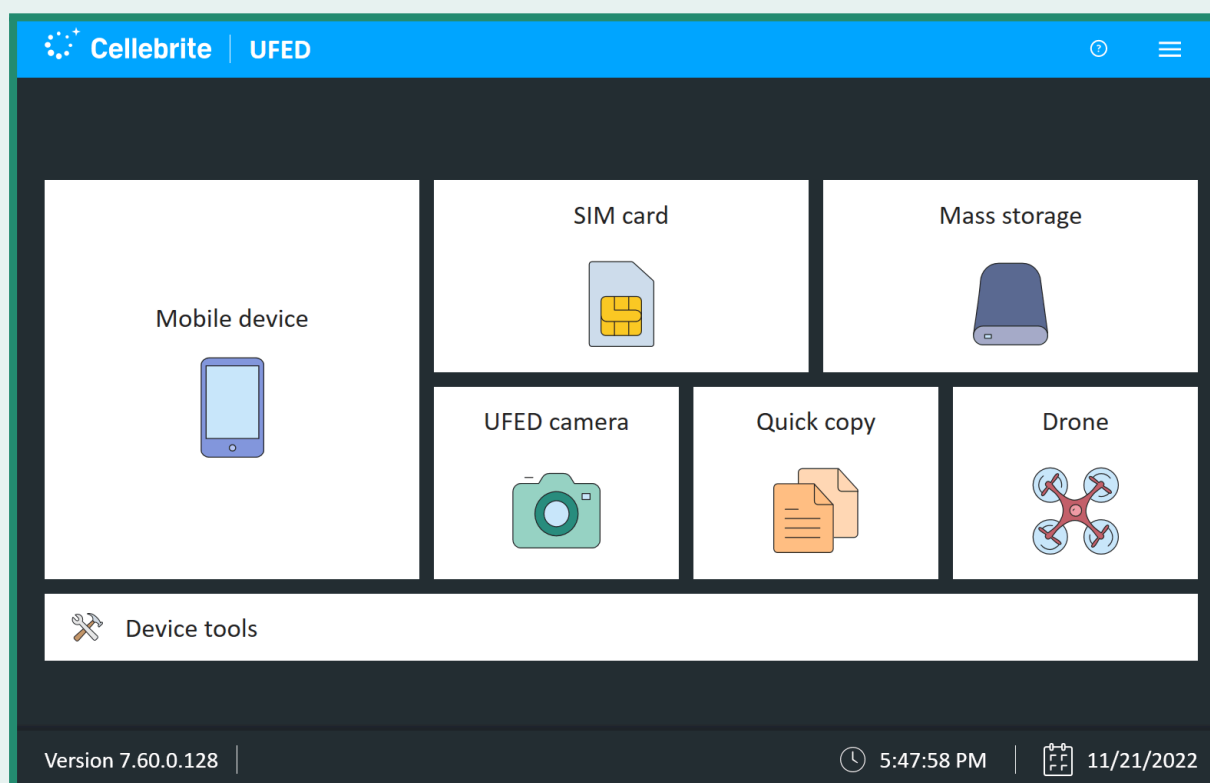 Cellebrite | UFED
?
SIM card
Mass storage
Mobile device
UFED camera
Quick copy
Drone
Device tools
Version 7.60.0.128
5:47:58 PM
11/21/2022